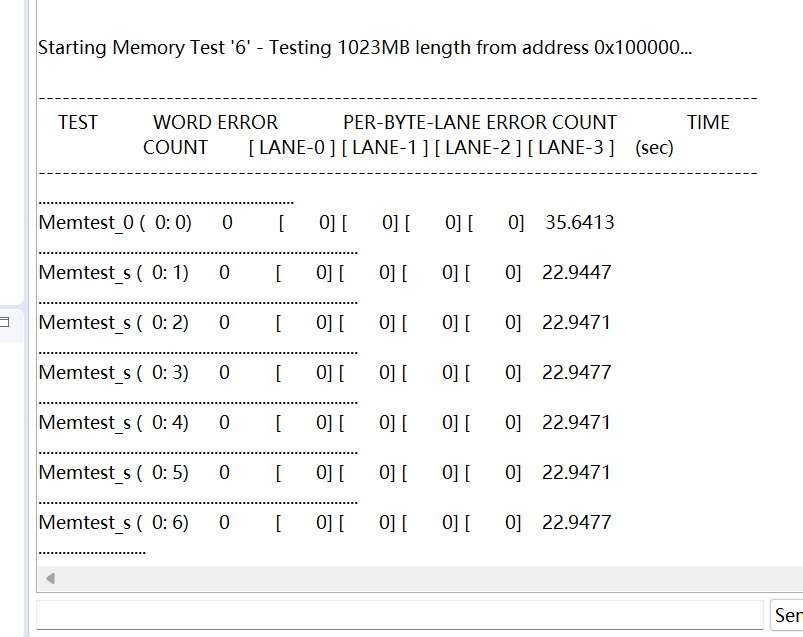 Starting Memory Test '6' - Testing 1023MB length from address 0x100000...
--------------------------------------------------------------------------------
TEST WORD ERROR PER-BYTE-LANE ERROR COUNT TIME
COUNT [ LANE-0 ] [ LANE-1 ] [ LANE-2 ] [ LANE-3 ] (sec)
--------------------------------------------------------------------------------
................................................................
Memtest_0 ( 0: 0) 0 [ 0] [ 0] [ 0] [ 0] 35.6413
................................................................................
Memtest_s ( 0: 1) 0 [ 0] [ 0] [ 0] [ 0] 22.9447
................................................................................
Memtest_s ( 0: 2) 0 [ 0] [ 0] [ 0] [ 0] 22.9471
................................................................................
Memtest_s ( 0: 3) 0 [ 0] [ 0] [ 0] [ 0] 22.9477
................................................................................
Memtest_s ( 0: 4) 0 [ 0] [ 0] [ 0] [ 0] 22.9471
................................................................................
Memtest_s ( 0: 5) 0 [ 0] [ 0] [ 0] [ 0] 22.9471
................................................................................
Memtest_s ( 0: 6) 0 [ 0] [ 0] [ 0] [ 0] 22.9477
...........................